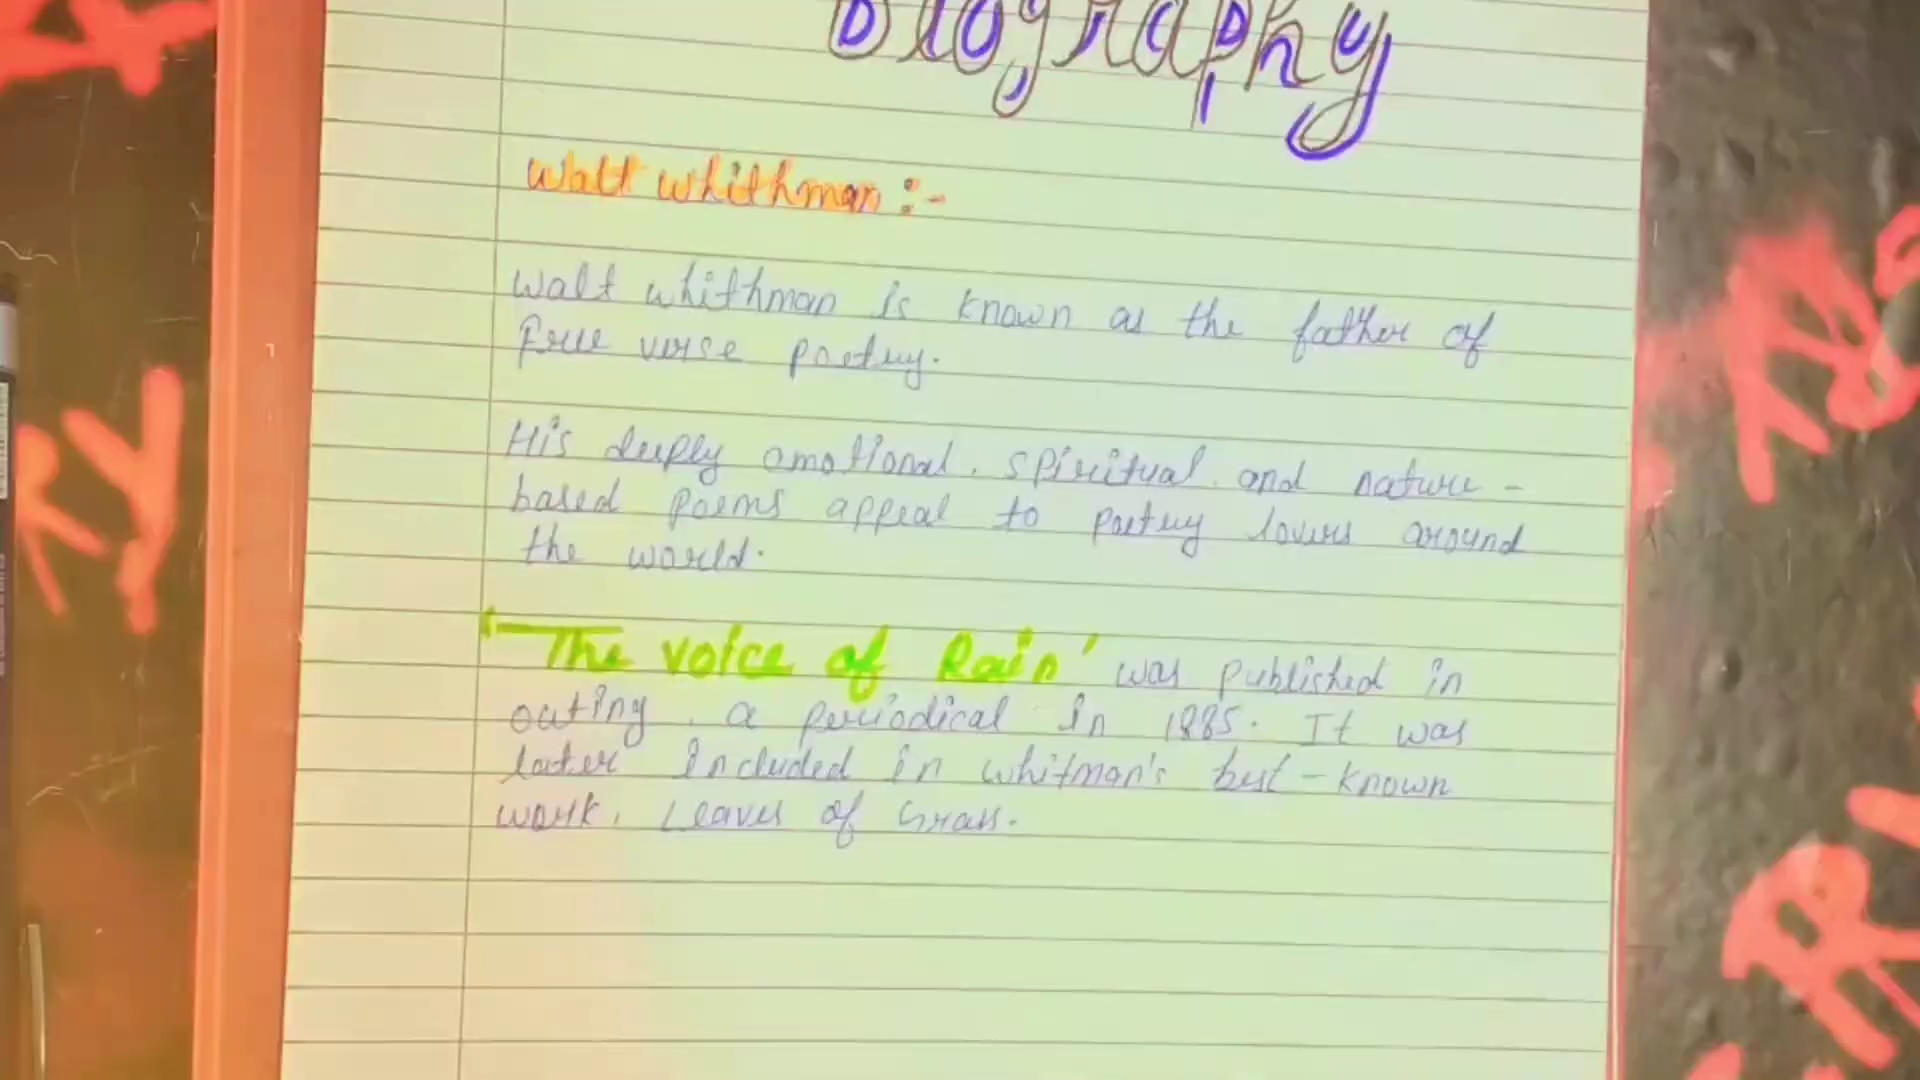 Biography
Walt whithman :-
Walt whithman is known as the father of
free verse poetry.
His deeply emotional, spiritual, and nature-
based poems appeal to poetry lovers around
the world.
'The voice of Rain' was published in
outing, a periodical in 1885. It was
later included in whitman's best-known
work, Leaves of Grass.
RY